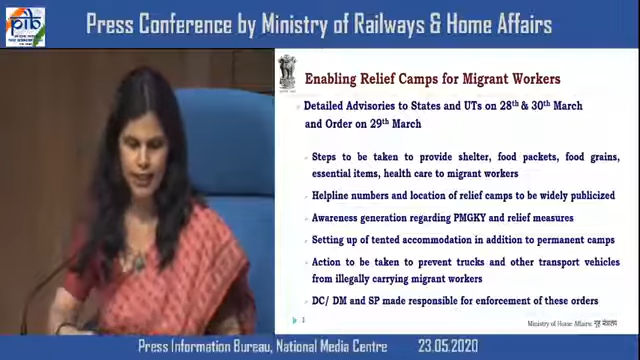 pib
Press Conference by Ministry of Railways & Home Affairs
Enabling Relief Camps for Migrant Workers
Detailed Advisories to States and UTs on 28th & 30th March
and Order on 29th March
Steps to be taken to provide shelter, food packets, food grains,
essential items, health care to migrant workers
Helpline numbers and location of relief camps to be widely publicized
Awareness generation regarding PMGKY and relief measures
Setting up of tented accommodation in addition to permanent camps
Action to be taken to prevent trucks and other transport vehicles
from illegally carrying migrant workers
DC/ DM and SP made responsible for enforcement of these orders
Ministry of Home Affairs/ गृह मंत्रालय
Press Information Bureau, National Media Centre 23.05.2020